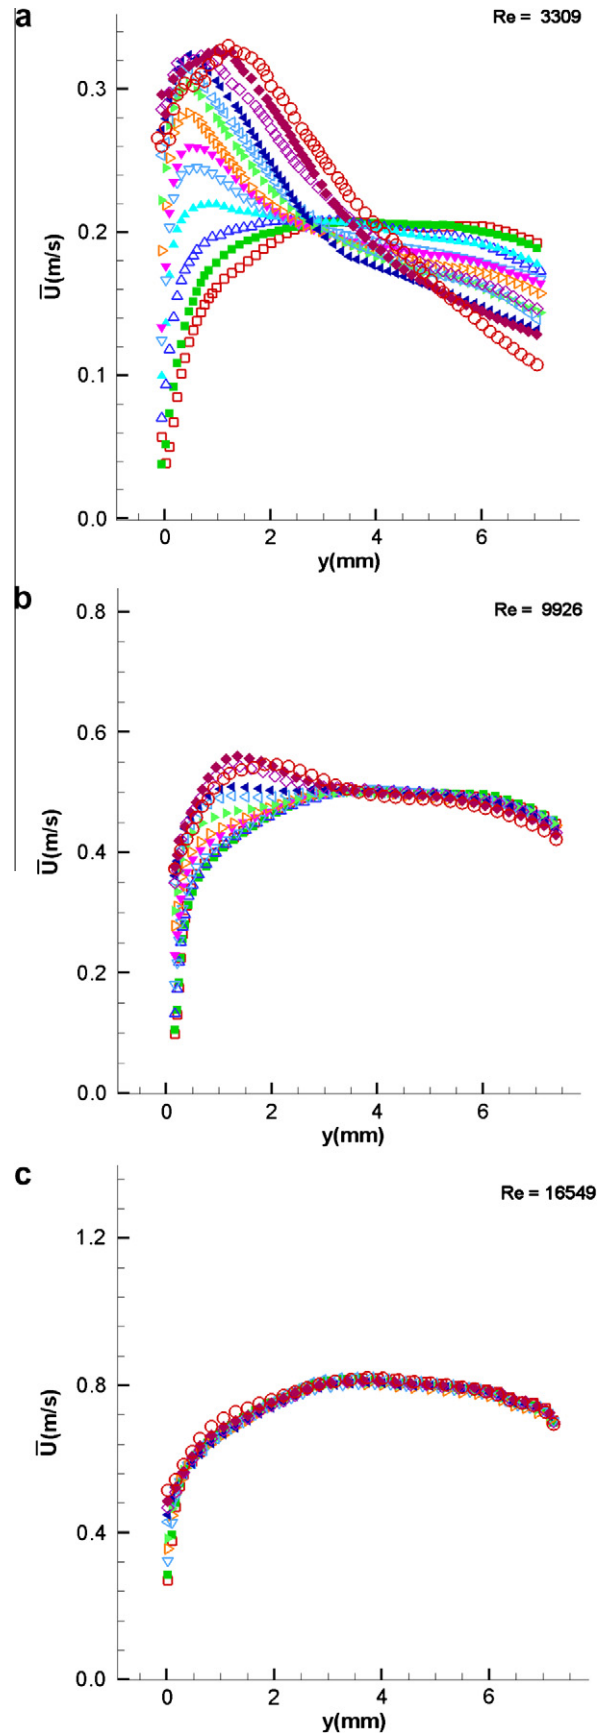 a
Re = 3309
0.3
0.2
0.1
0.0
U̅(m/s)
0 2 4 6
y(mm)
b
Re = 9926
0.8
0.6
0.4
0.2
0.0
U̅(m/s)
0 2 4 6
y(mm)
c
Re = 16549
1.2
0.8
0.4
0.0
U̅(m/s)
0 2 4 6
y(mm)